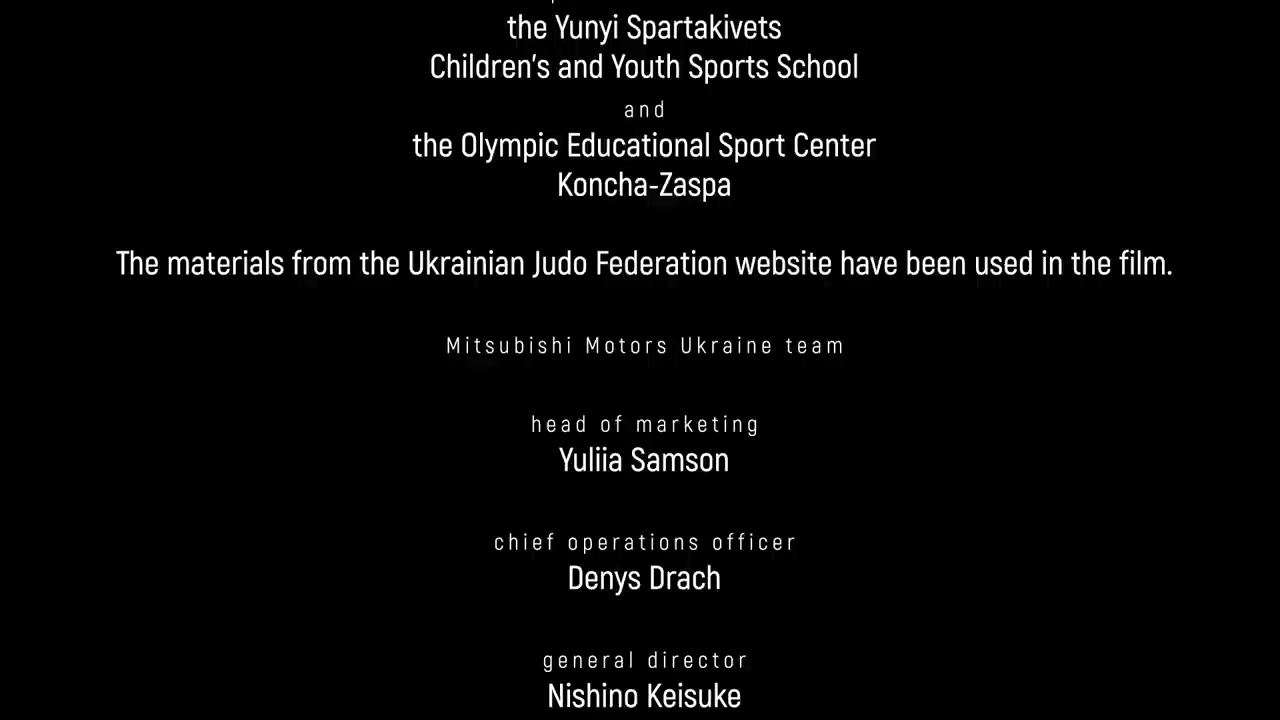 the Yunyi Spartakivets
Children's and Youth Sports School
and
the Olympic Educational Sport Center
Koncha-Zaspa
The materials from the Ukrainian Judo Federation website have been used in the film.
Mitsubishi Motors Ukraine team
head of marketing
Yuliia Samson
chief operations officer
Denys Drach
general director
Nishino Keisuke